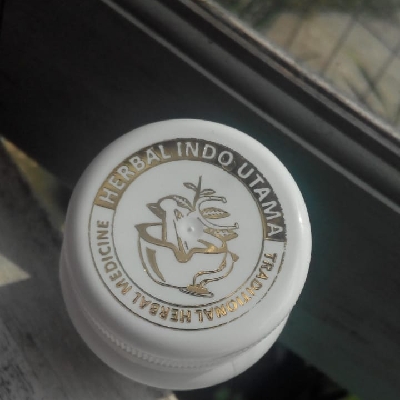 HERBAL INDO UTAMA
TRADITIONAL HERBAL MEDICINE